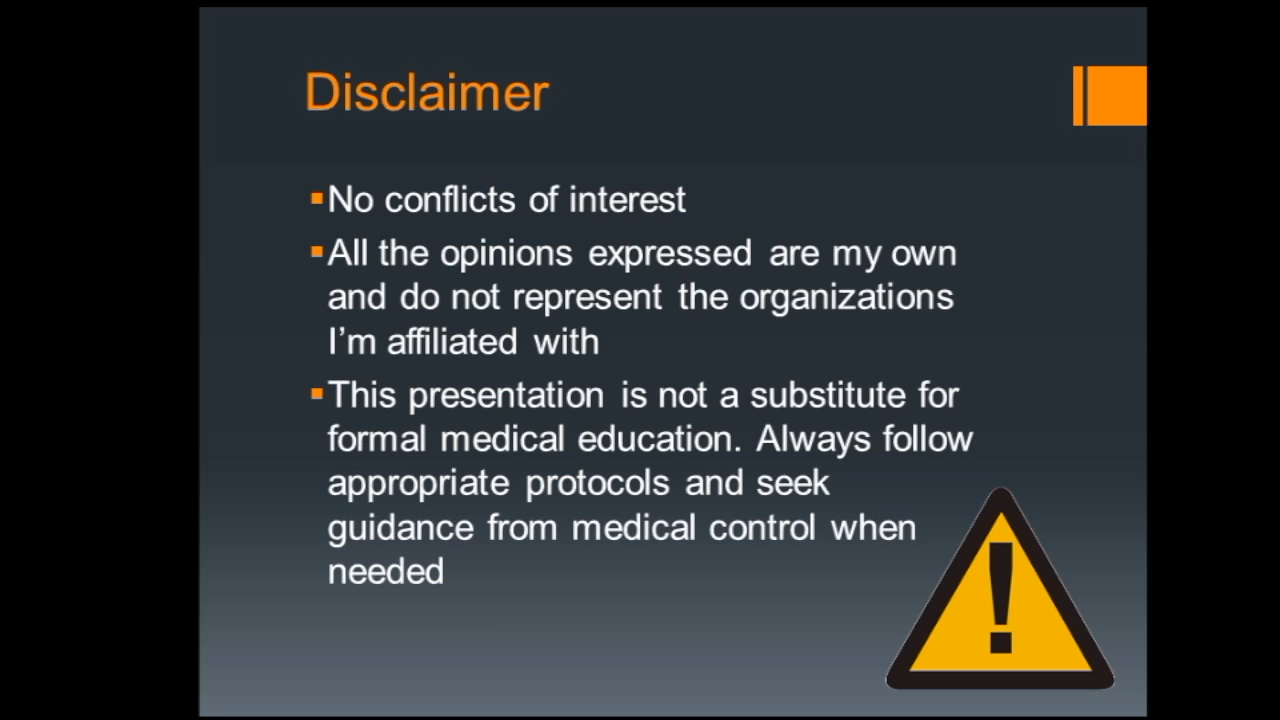 Disclaimer
No conflicts of interest
All the opinions expressed are my own
and do not represent the organizations
I'm affiliated with
This presentation is not a substitute for
formal medical education. Always follow
appropriate protocols and seek
guidance from medical control when
needed